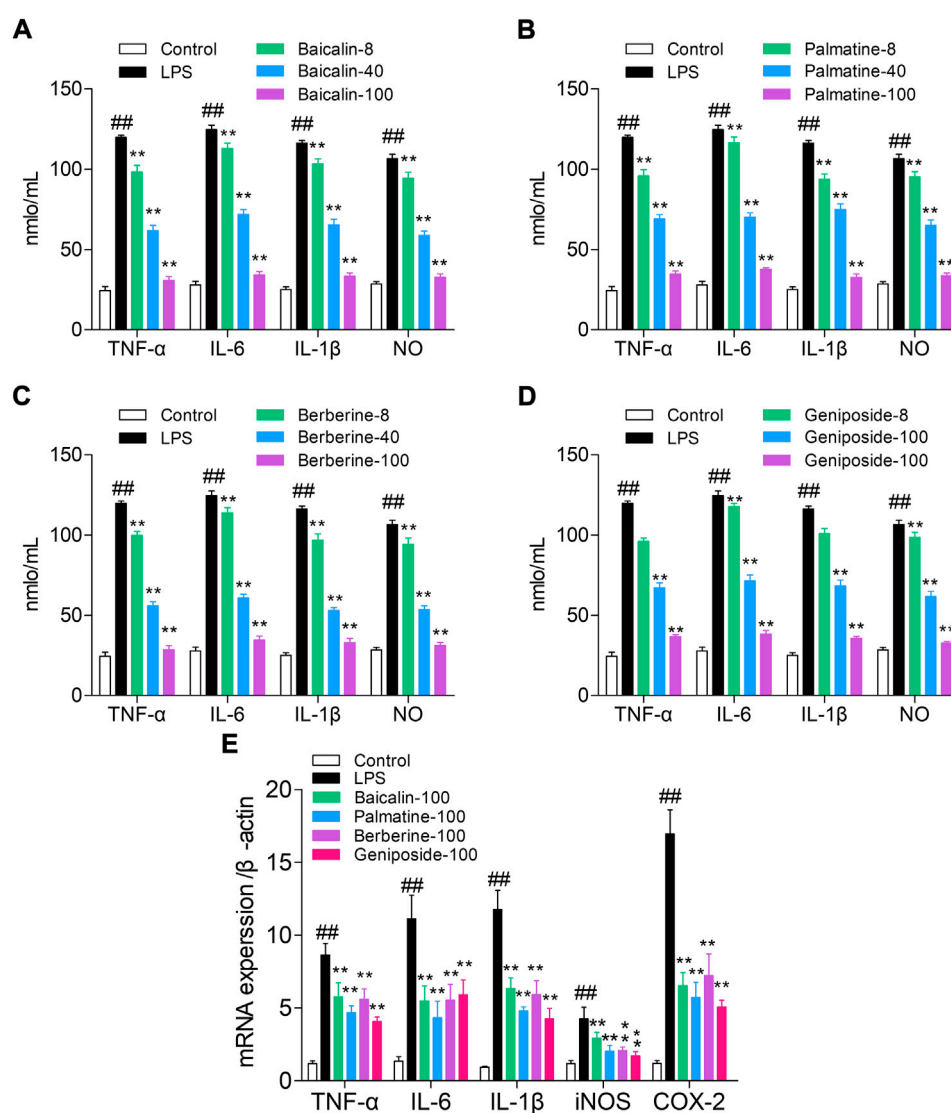 A
Control
LPS
Baicalin-8
Baicalin-40
Baicalin-100
nmlo/mL
150
100
50
0
## ** ** **
## ** ** **
## ** ** **
## ** ** **
TNF-α IL-6 IL-1β NO
B
Control
LPS
Palmatine-8
Palmatine-40
Palmatine-100
nmlo/mL
150
100
50
0
## ** ** **
## ** ** **
## ** ** **
## ** ** **
TNF-α IL-6 IL-1β NO
C
Control
LPS
Berberine-8
Berberine-40
Berberine-100
nmlo/mL
150
100
50
0
## ** ** **
## ** ** **
## ** ** **
## ** ** **
TNF-α IL-6 IL-1β NO
D
Control
LPS
Geniposide-8
Geniposide-100
Geniposide-100
nmlo/mL
150
100
50
0
## ** **
## ** ** **
## ** **
## ** ** **
TNF-α IL-6 IL-1β NO
E
Control
LPS
Baicalin-100
Palmatine-100
Berberine-100
Geniposide-100
mRNA experssion /β -actin
20
15
10
5
0
## ** ** ** **
## ** ** ** **
## ** ** ** **
## ** ** ** **
## ** ** ** **
TNF-α IL-6 IL-1β iNOS COX-2